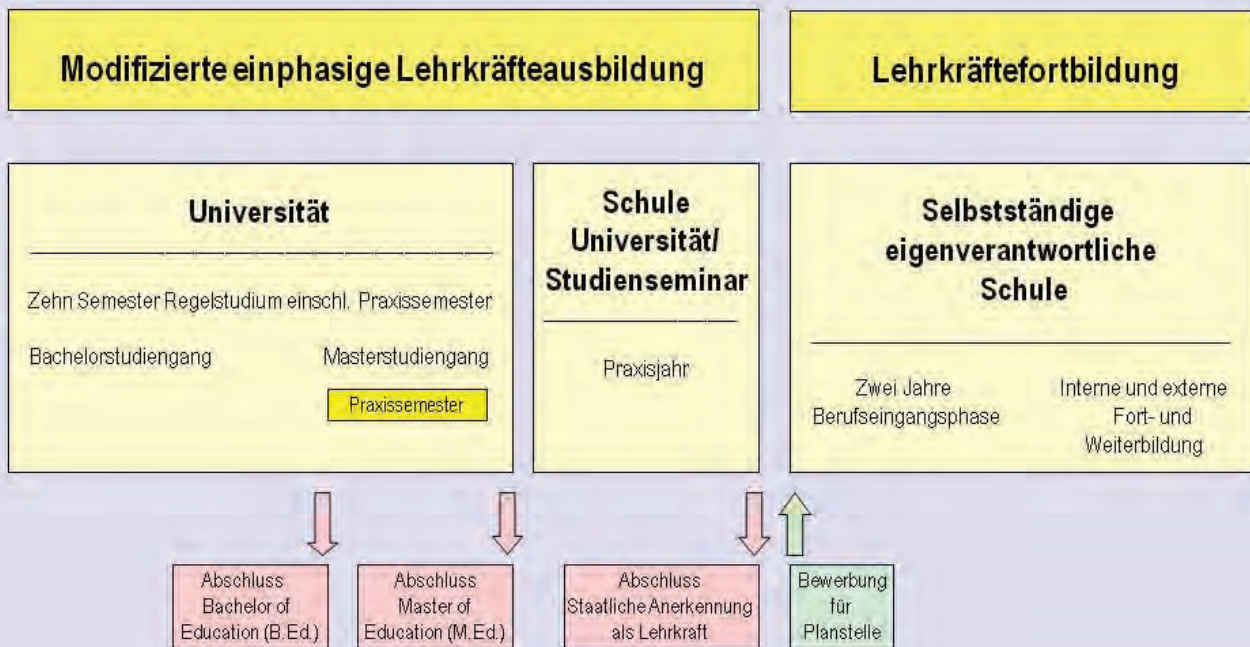 Modifizierte einphasige Lehrkräfteausbildung
Lehrkräftefortbildung
Universität
Zehn Semester Regelstudium einschl. Praxissemester
Bachelorstudiengang
Masterstudiengang
Praxissemester
Schule
Universität/
Studienseminar
Praxisjahr
Selbstständige
eigenverantwortliche
Schule
Zwei Jahre
Berufseingangsphase
Interne und externe
Fort- und
Weiterbildung
Abschluss
Bachelor of
Education (B.Ed.)
Abschluss
Master of
Education (M.Ed.)
Abschluss
Staatliche Anerkennung
als Lehrkraft
Bewerbung
für
Planstelle